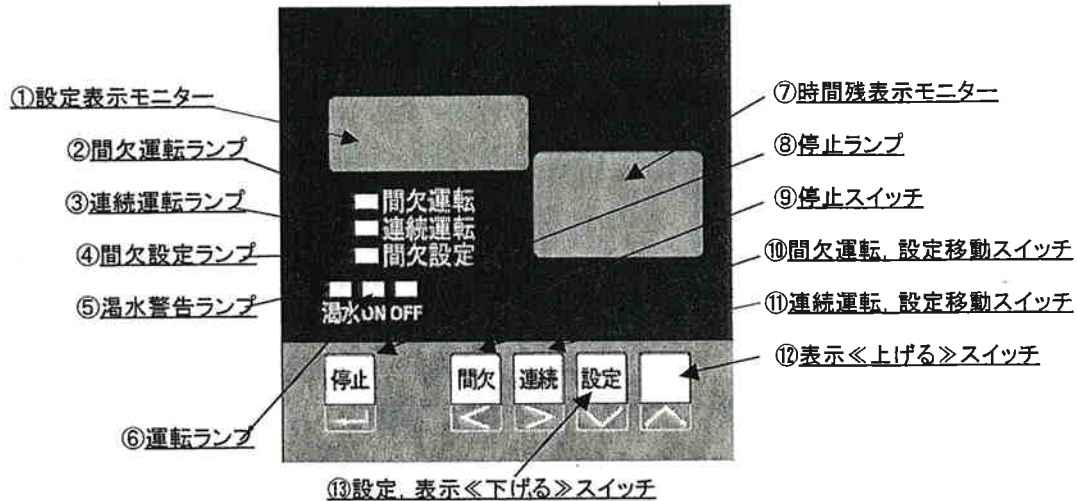 ①設定表示モニター
②間欠運転ランプ
③連続運転ランプ
④間欠設定ランプ
⑤渇水警告ランプ
⑥運転ランプ
間欠運転
連続運転
間欠設定
渇水 ON OFF
停止 間欠 連続 設定
⑦時間残表示モニター
⑧停止ランプ
⑨停止スイッチ
⑩間欠運転, 設定移動スイッチ
⑪連続運転, 設定移動スイッチ
⑫表示≪上げる≫スイッチ
⑬設定, 表示≪下げる≫スイッチ